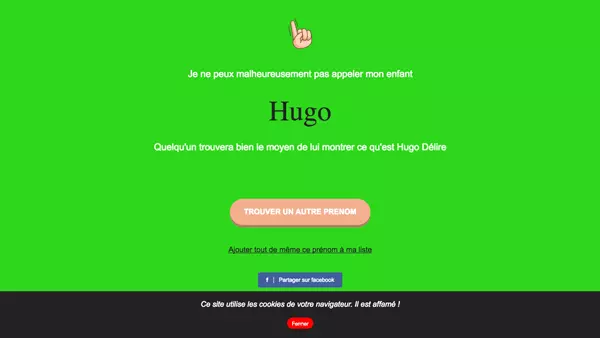 Je ne peux malheureusement pas appeler mon enfant
Hugo
Quelqu'un trouvera bien le moyen de lui montrer ce qu'est Hugo Délire
TROUVER UN AUTRE PRENOM
Ajouter tout de même ce prénom à ma liste
f | Partager sur facebook
Ce site utilise les cookies de votre navigateur. Il est affamé !
Fermer